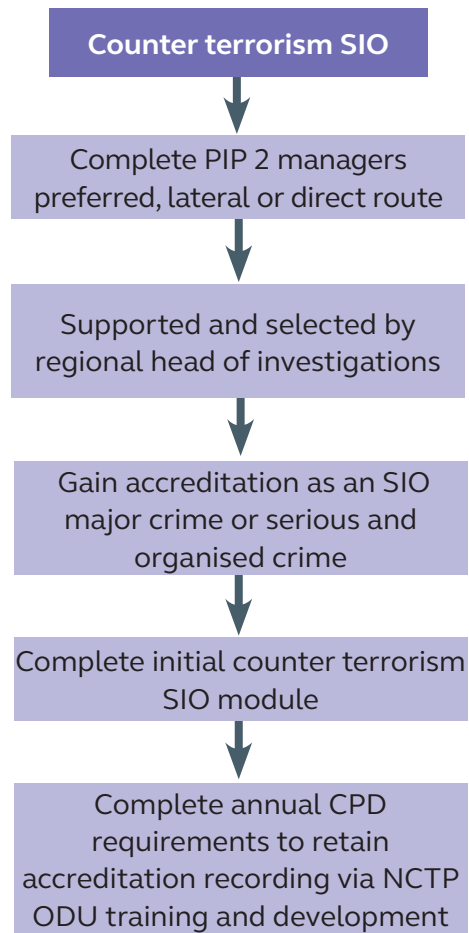 Counter terrorism SIO
Complete PIP 2 managers
preferred, lateral or direct route
Supported and selected by
regional head of investigations
Gain accreditation as an SIO
major crime or serious and
organised crime
Complete initial counter terrorism
SIO module
Complete annual CPD
requirements to retain
accreditation recording via NCTP
ODU training and development